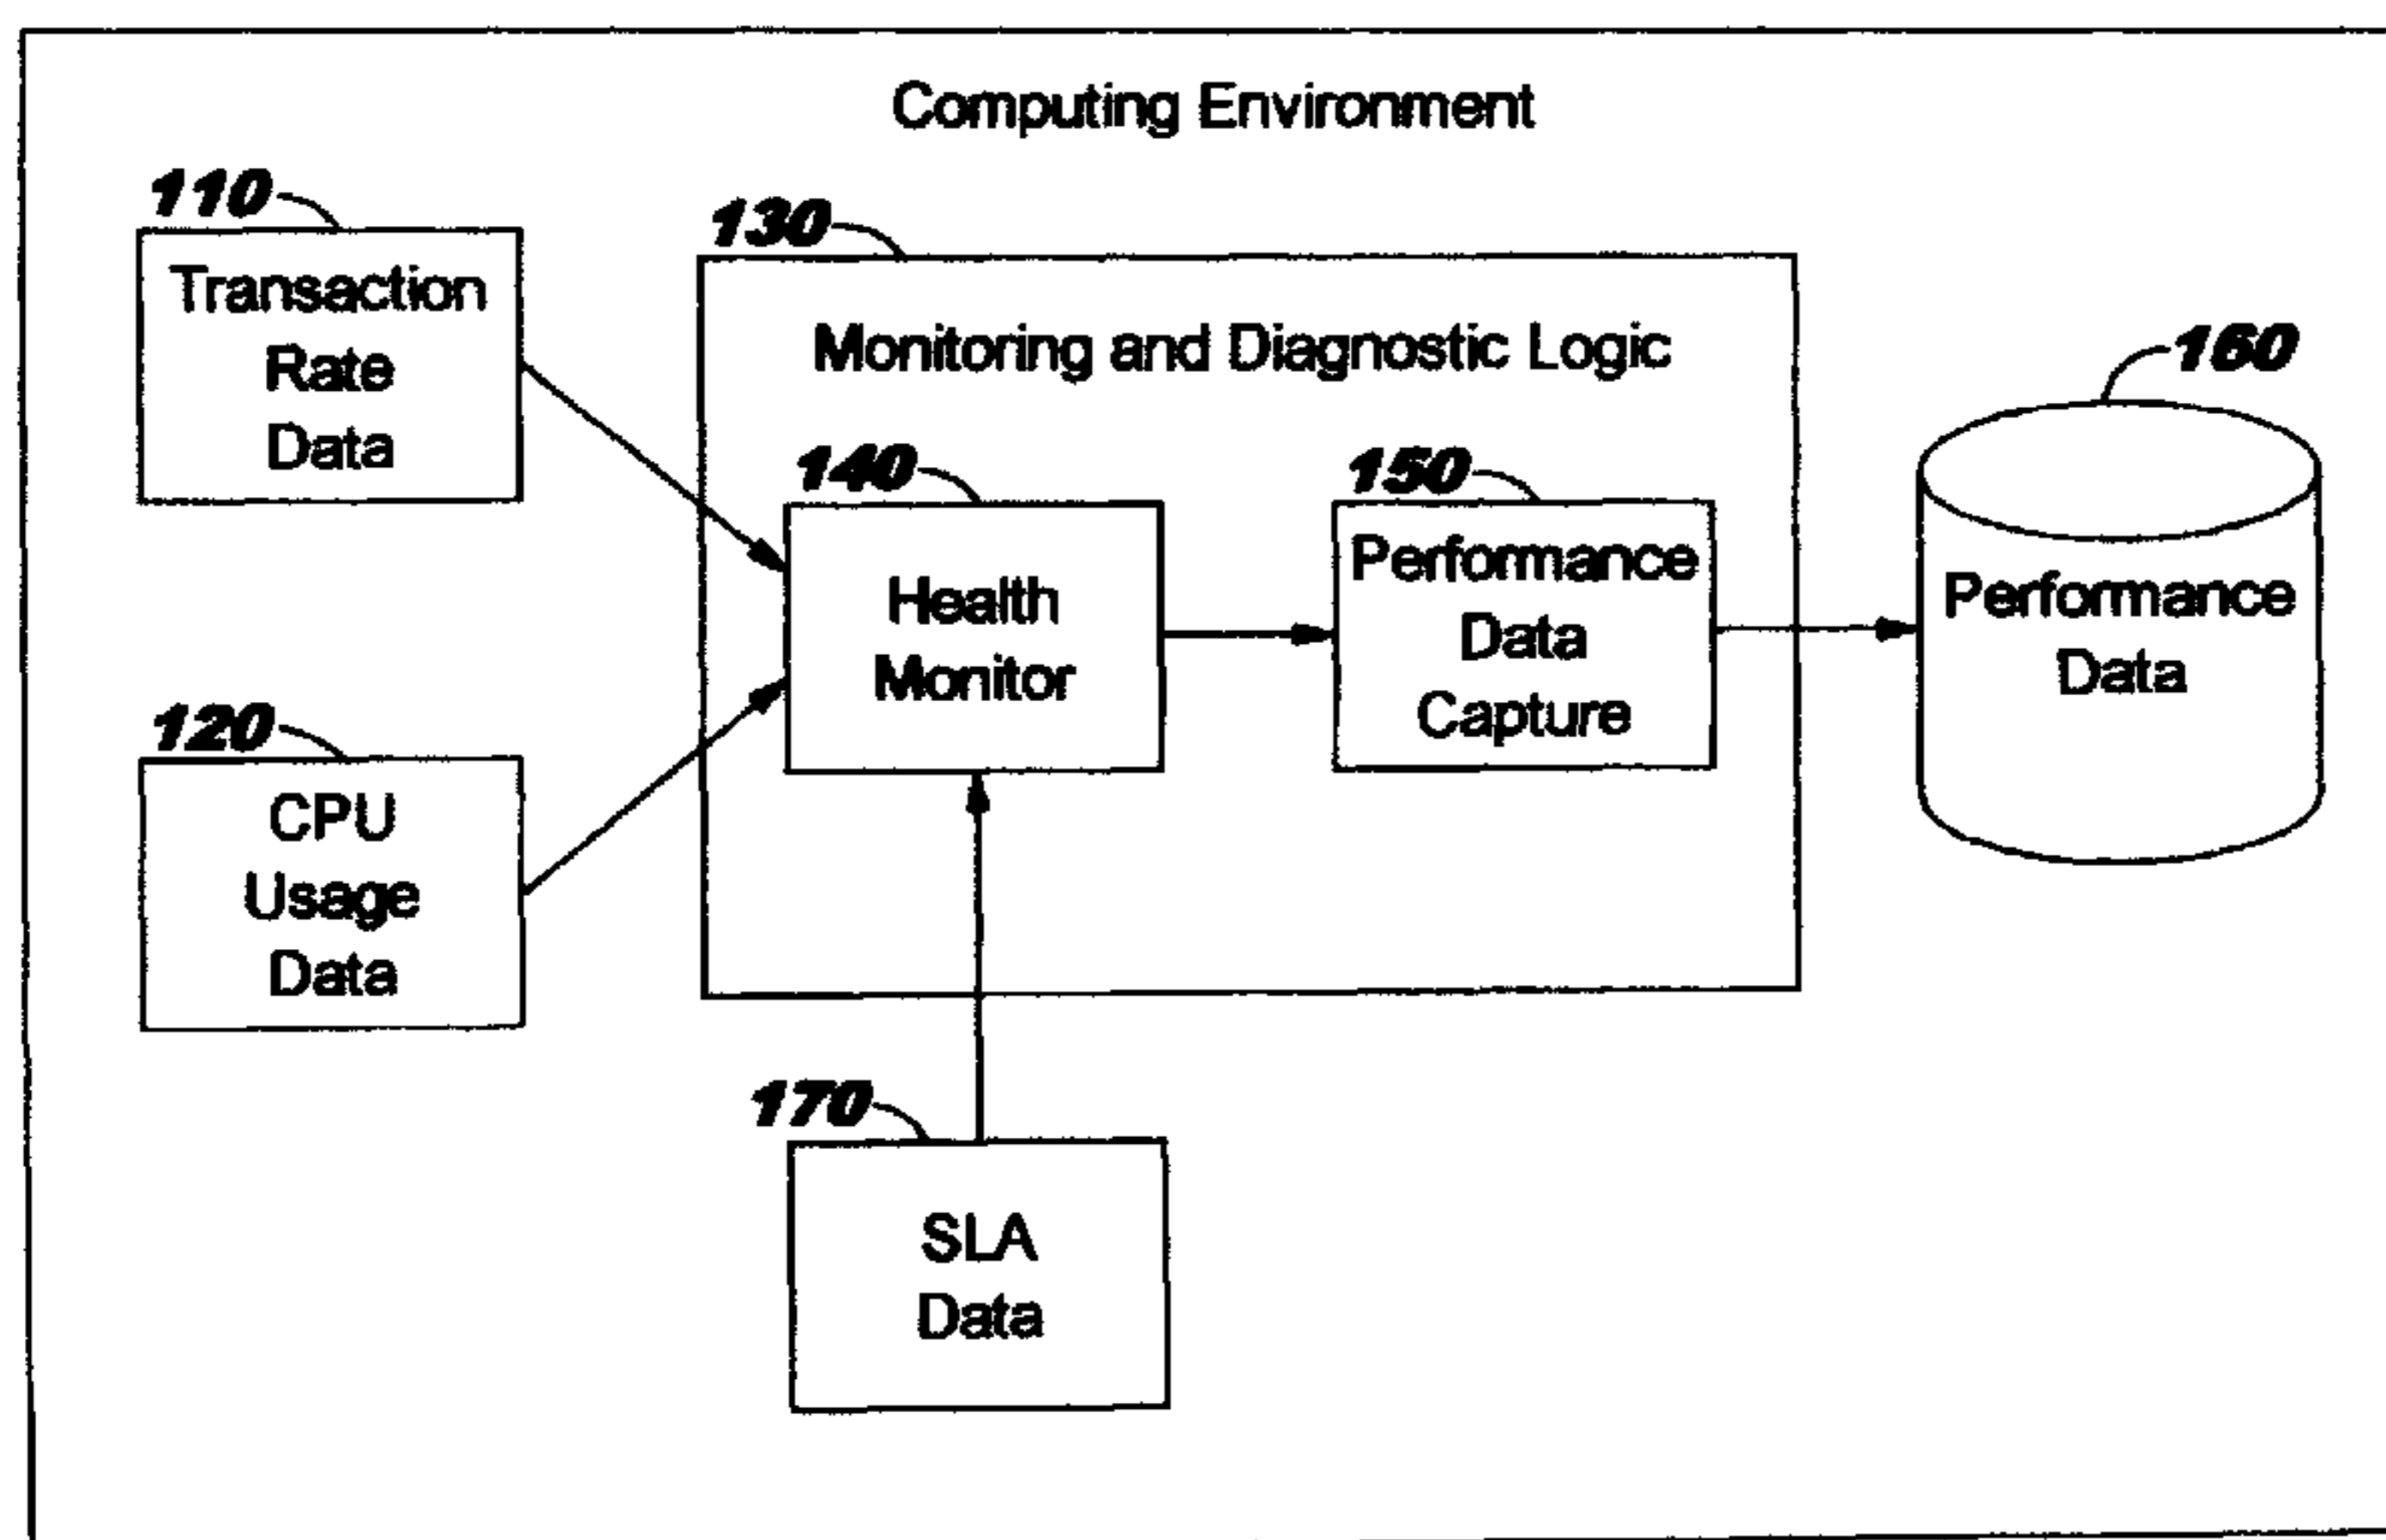 Computing Environment
110
Transaction
Rate
Data
120
CPU
Usage
Data
130
Monitoring and Diagnostic Logic
140
Health
Monitor
150
Performance
Data
Capture
160
Performance
Data
170
SLA
Data